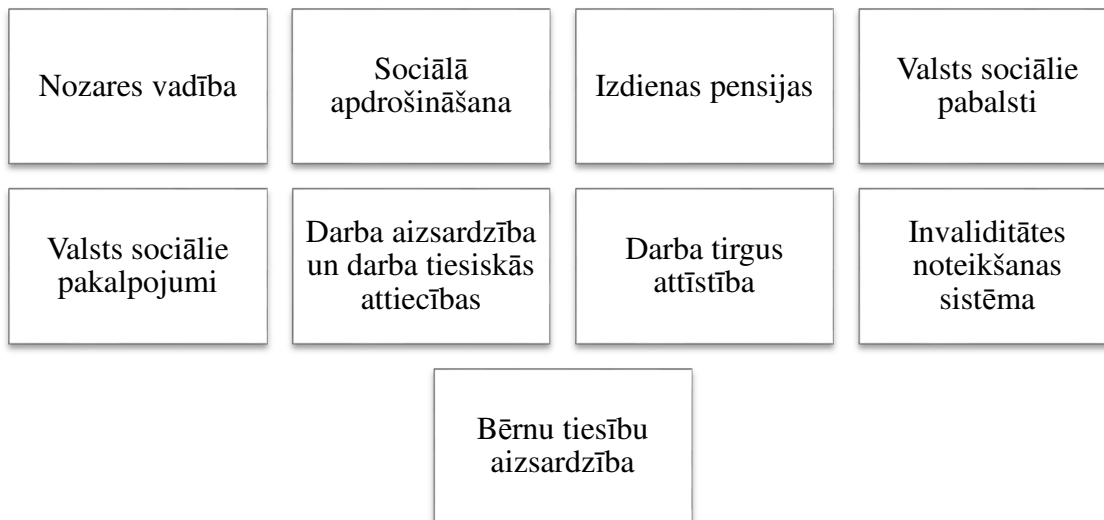 Nozares vadība
Sociālā
apdrošināšana
Izdienas pensijas
Valsts sociālie
pabalsti
Valsts sociālie
pakalpojumi
Darba aizsardzība
un darba tiesiskās
attiecības
Darba tirgus
attīstība
Invaliditātes
noteikšanas
sistēma
Bērnu tiesību
aizsardzība